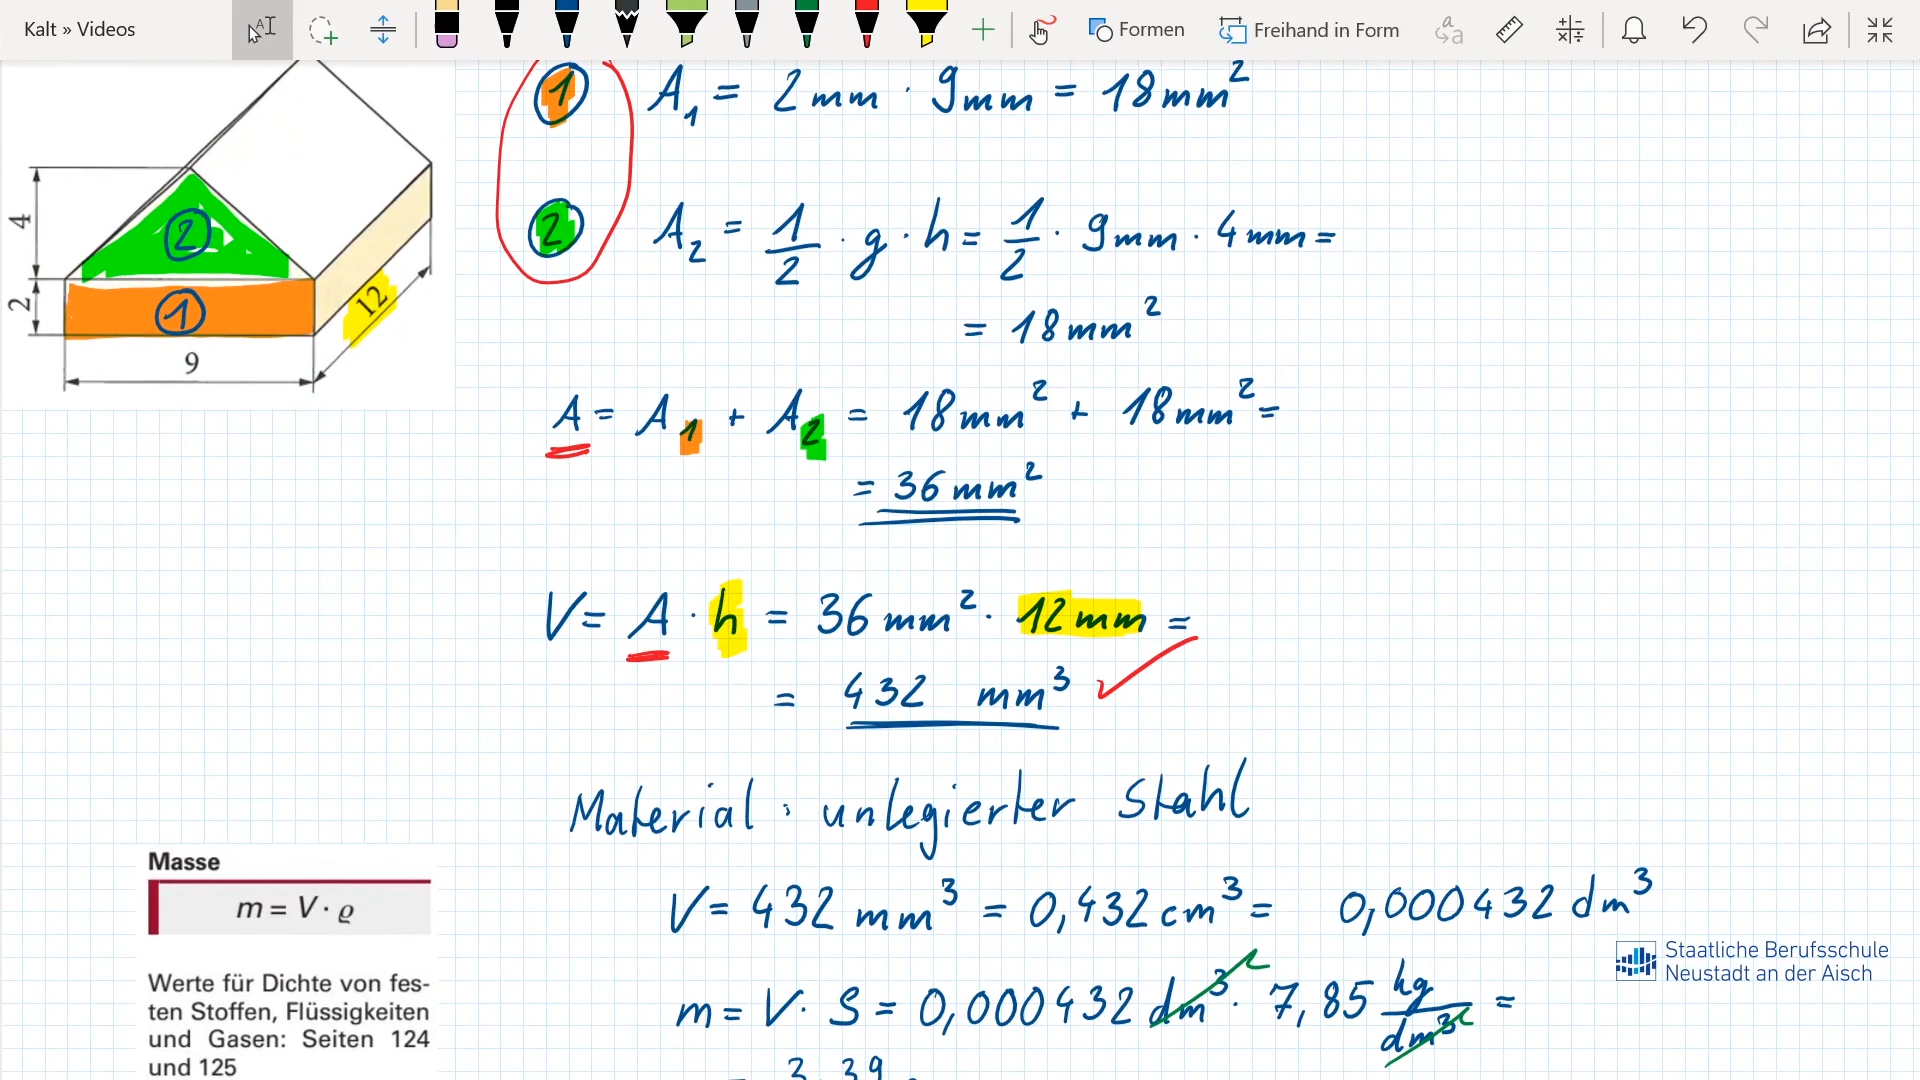 Kalt » Videos
Formen
Freihand in Form
① A₁ = 2mm · 9mm = 18mm²
② A₂ = 1/2 · g · h = 1/2 · 9mm · 4mm =
= 18mm²
4
②
2
①
12
9
A = A₁ + A₂ = 18mm² + 18mm² =
= 36mm²
V = A · h = 36mm² · 12mm =
= 432 mm³
Material: unlegierter Stahl
Masse
m = V · ϱ
Werte für Dichte von fes-
ten Stoffen, Flüssigkeiten
und Gasen: Seiten 124
und 125
V = 432 mm³ = 0,432 cm³ = 0,000432 dm³
Staatliche Berufsschule
Neustadt an der Aisch
m = V · S = 0,000432 dm³ · 7,85 kg/dm³ =